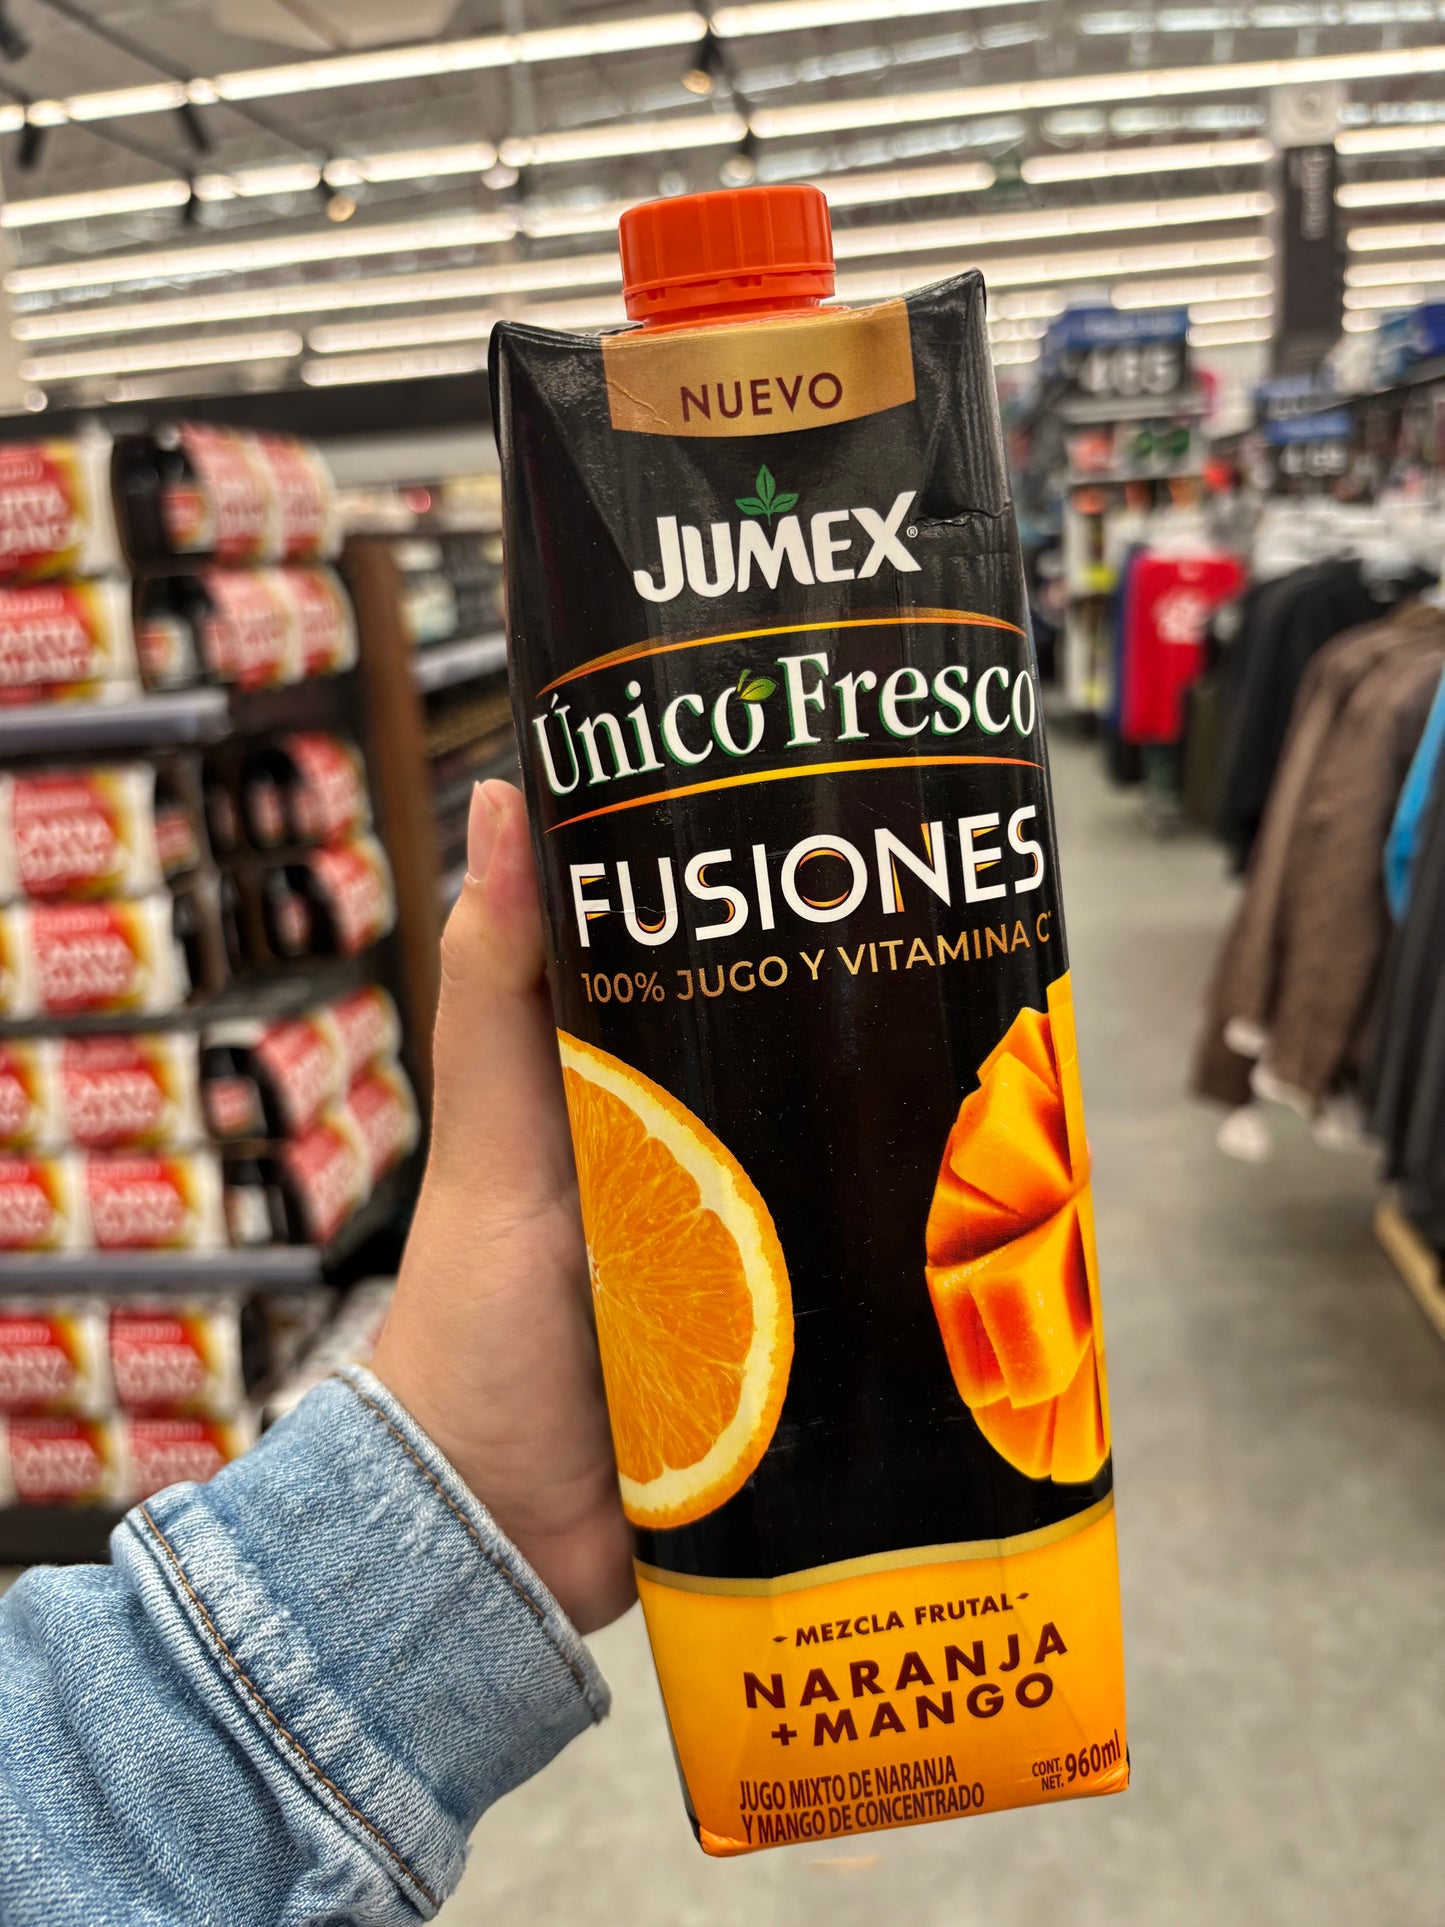 NUEVO
JUMEX®
Único Fresco
FUSIONES
100% JUGO Y VITAMINA C*
- MEZCLA FRUTAL -
NARANJA
+ MANGO
JUGO MIXTO DE NARANJA
Y MANGO DE CONCENTRADO
CONT.
NET. 960ml